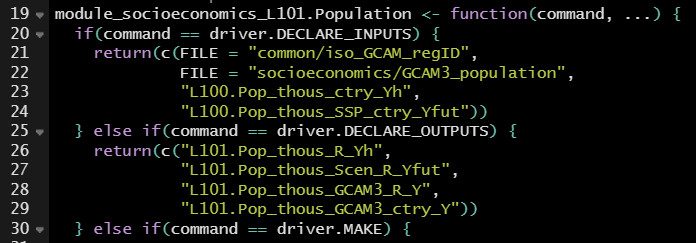 19 module_socioeconomics_L101.Population <- function(command, ...) {
20 if(command == driver.DECLARE_INPUTS) {
21 return(c(FILE = "common/iso_GCAM_regID",
22 FILE = "socioeconomics/GCAM3_population",
23 "L100.Pop_thous_ctry_Yh",
24 "L100.Pop_thous_SSP_ctry_Yfut"))
25 } else if(command == driver.DECLARE_OUTPUTS) {
26 return(c("L101.Pop_thous_R_Yh",
27 "L101.Pop_thous_Scen_R_Yfut",
28 "L101.Pop_thous_GCAM3_R_Y",
29 "L101.Pop_thous_GCAM3_ctry_Y"))
30 } else if(command == driver.MAKE) {